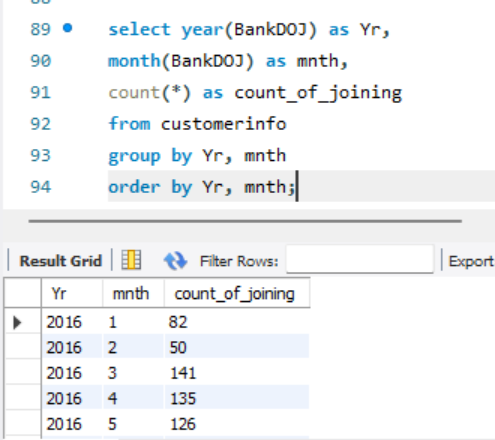 89 select year(BankDOJ) as Yr,
90 month(BankDOJ) as mnth,
91 count(*) as count_of_joining
92 from customerinfo
93 group by Yr, mnth
94 order by Yr, mnth;
Result Grid Filter Rows: Export
Yr mnth count_of_joining
2016 1 82
2016 2 50
2016 3 141
2016 4 135
2016 5 126